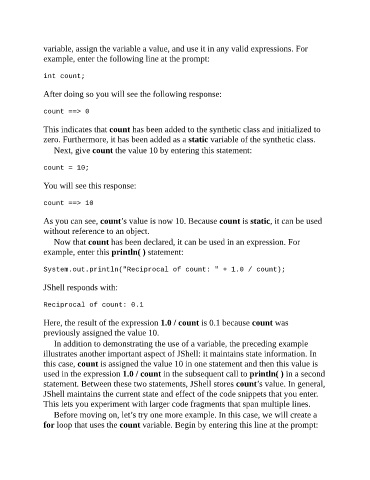 variable, assign the variable a value, and use it in any valid expressions. For
example, enter the following line at the prompt:
int count;
After doing so you will see the following response:
count ==> 0
This indicates that count has been added to the synthetic class and initialized to
zero. Furthermore, it has been added as a static variable of the synthetic class.
Next, give count the value 10 by entering this statement:
count = 10;
You will see this response:
count ==> 10
As you can see, count’s value is now 10. Because count is static, it can be used
without reference to an object.
Now that count has been declared, it can be used in an expression. For
example, enter this println( ) statement:
System.out.println("Reciprocal of count: " + 1.0 / count);
JShell responds with:
Reciprocal of count: 0.1
Here, the result of the expression 1.0 / count is 0.1 because count was
previously assigned the value 10.
In addition to demonstrating the use of a variable, the preceding example
illustrates another important aspect of JShell: it maintains state information. In
this case, count is assigned the value 10 in one statement and then this value is
used in the expression 1.0 / count in the subsequent call to println( ) in a second
statement. Between these two statements, JShell stores count’s value. In general,
JShell maintains the current state and effect of the code snippets that you enter.
This lets you experiment with larger code fragments that span multiple lines.
Before moving on, let’s try one more example. In this case, we will create a
for loop that uses the count variable. Begin by entering this line at the prompt: